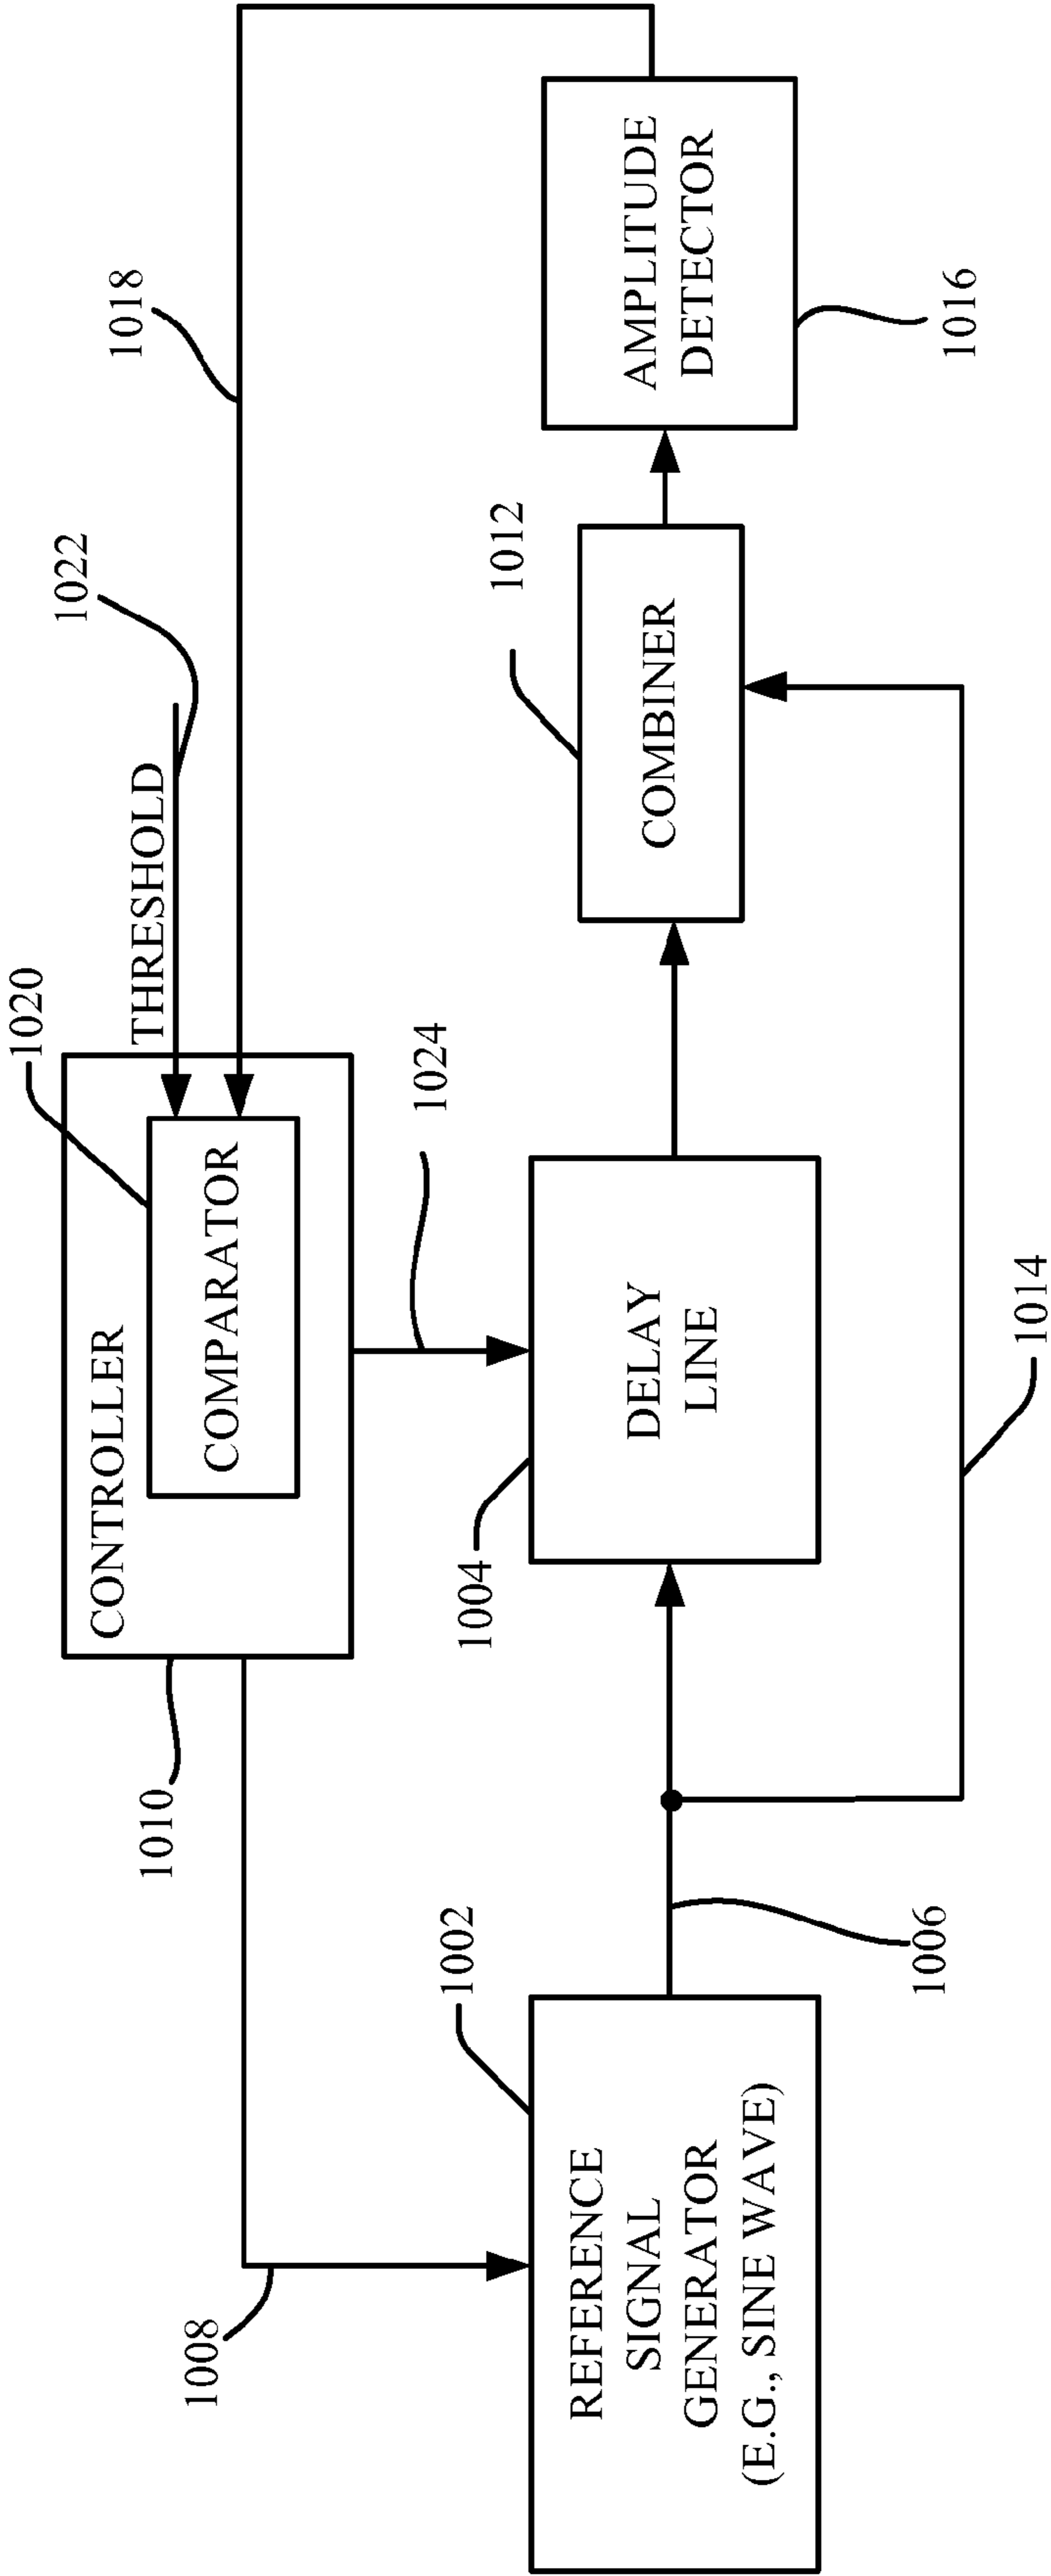 1020
1022
1018
THRESHOLD
CONTROLLER
COMPARATOR
1010
1008
1024
1012
1002
1004
REFERENCE
SIGNAL
GENERATOR
(E.G., SINE WAVE)
DELAY
LINE
COMBINER
AMPLITUDE
DETECTOR
1006
1014
1016